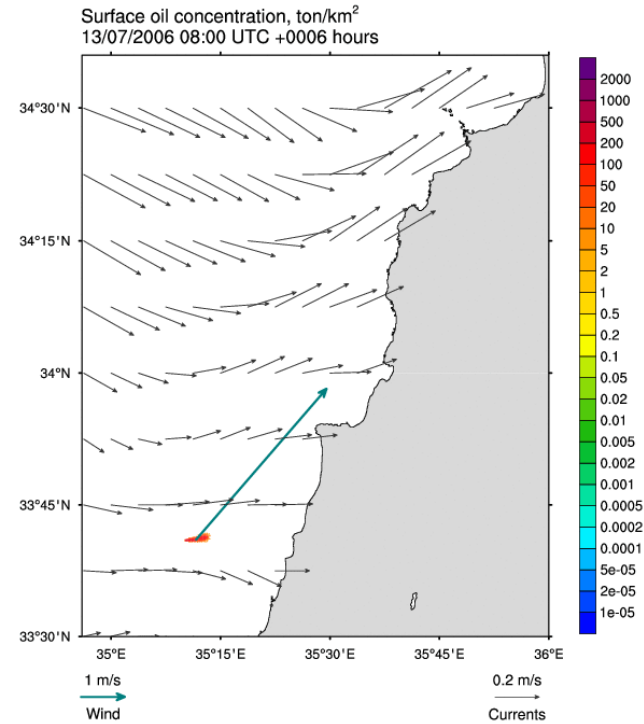 Surface oil concentration, ton/km²
13/07/2006 08:00 UTC +0006 hours
34°30'N
34°15'N
34°N
33°45'N
33°30'N
35°E
35°15'E
35°30'E
35°45'E
36°E
2000
1000
500
200
100
50
20
10
5
2
1
0.5
0.2
0.1
0.05
0.02
0.01
0.005
0.002
0.001
0.0005
0.0002
0.0001
5e-05
2e-05
1e-05
1 m/s
Wind
0.2 m/s
Currents